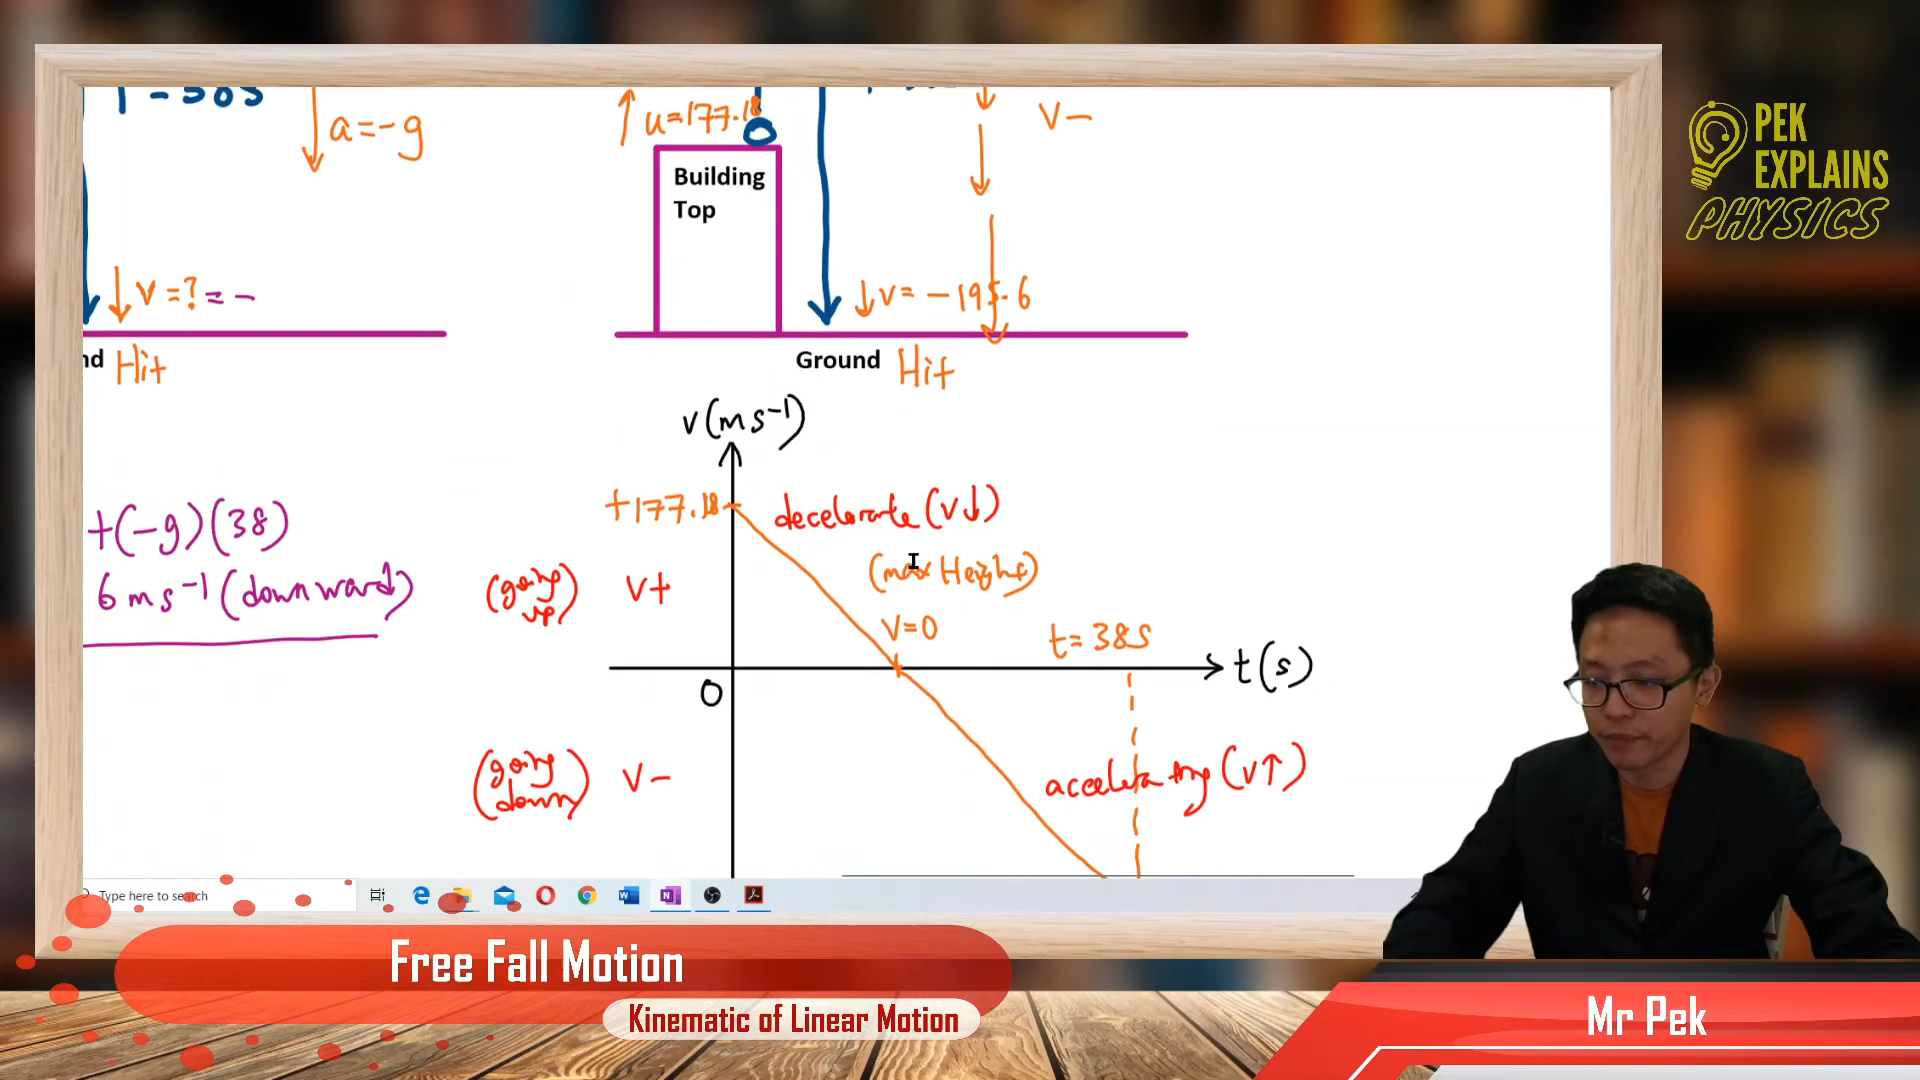 a=-g
u=177.18
V-
Building
Top
PEK
EXPLAINS
PHYSICS
V=?=-
V=-195.6
Hit
Ground
Hit
v(ms-1)
+177.18
decelerate(V↓)
+(-g)(38)
(max Height)
6ms-1(downward)
(going
up)
V+
V=0
t=38s
t(s)
0
(going
down)
V-
accelerating(V↑)
Type here to search
Free Fall Motion
Kinematic of Linear Motion
Mr Pek